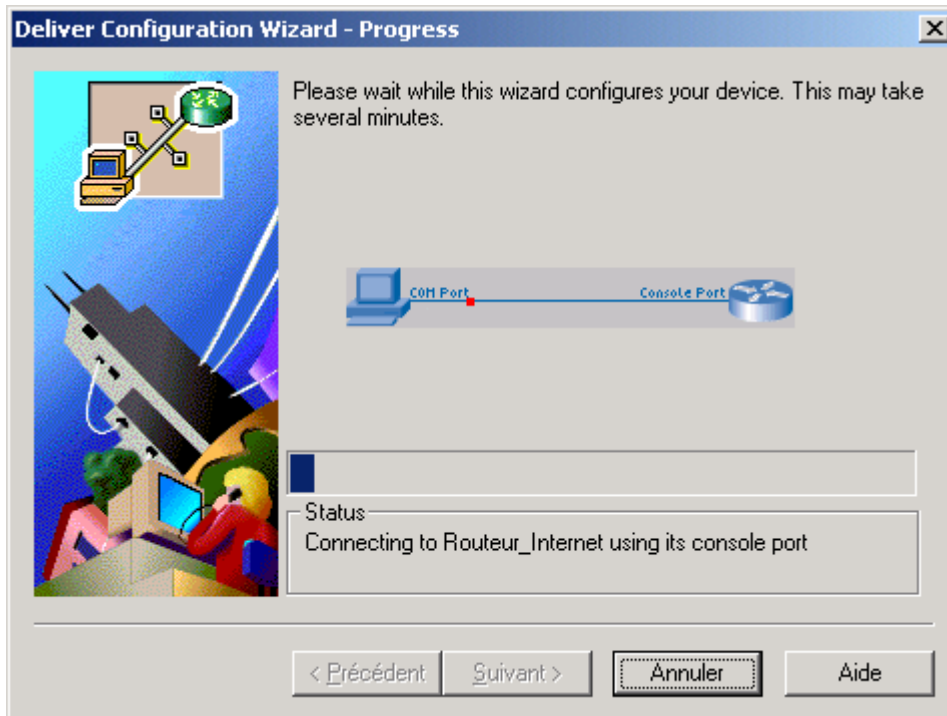 Deliver Configuration Wizard - Progress
Please wait while this wizard configures your device. This may take
several minutes.
COM Port
Console Port
Status
Connecting to Routeur_Internet using its console port
< Précédent
Suivant >
Annuler
Aide